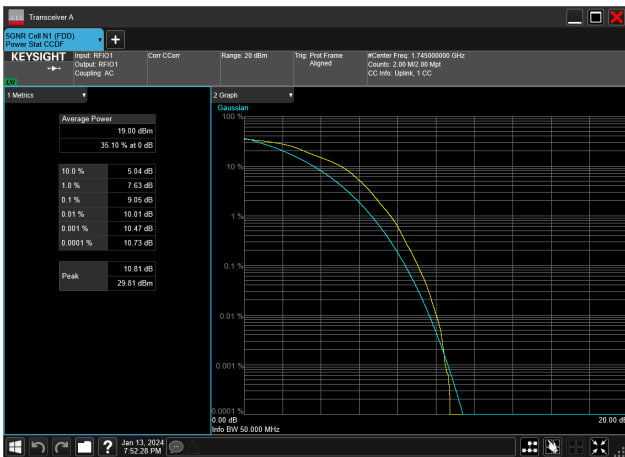 Transceiver A
5GNR Cell N1 (FDD)
Power Stat CCDF
KEYSIGHT
Input: RFIO1
Output: RFIO1
Coupling: AC
Corr CCorr
Range: 20 dBm
Trig: Prot Frame
Aligned
#Center Freq: 1.745000000 GHz
Counts: 2.00 M/2.00 Mpt
CC Info: Uplink, 1 CC
1 Metrics
Average Power
19.00 dBm
35.10 % at 0 dB
10.0 % 5.04 dB
1.0 % 7.63 dB
0.1 % 9.05 dB
0.01 % 10.01 dB
0.001 % 10.47 dB
0.0001 % 10.73 dB
Peak
10.81 dB
29.81 dBm
2 Graph
Gaussian
100 %
10 %
1 %
0.1 %
0.01 %
0.001 %
0.0001 %
0.00 dB
20.00 dB
Info BW 50.000 MHz
Jan 13, 2024
7:52:28 PM